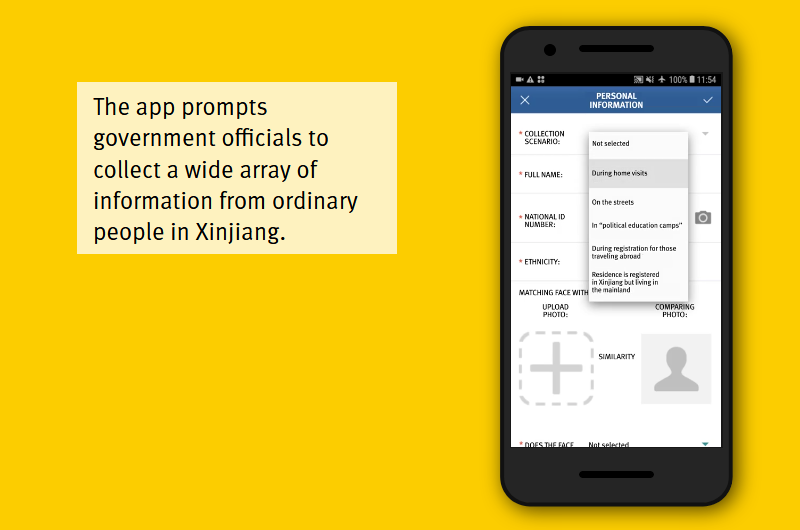 The app prompts
government officials to
collect a wide array of
information from ordinary
people in Xinjiang.
100% 11:54
PERSONAL
INFORMATION
* COLLECTION
SCENARIO:
Not selected
During home visits
* FULL NAME:
On the streets
* NATIONAL ID
NUMBER:
In “political education camps”
During registration for those
traveling abroad
* ETHNICITY:
Residence is registered
in Xinjiang but living in
the mainland
MATCHING FACE WITH
UPLOAD
PHOTO:
COMPARING
PHOTO:
SIMILARITY
* DOES THE FACE
Not selected